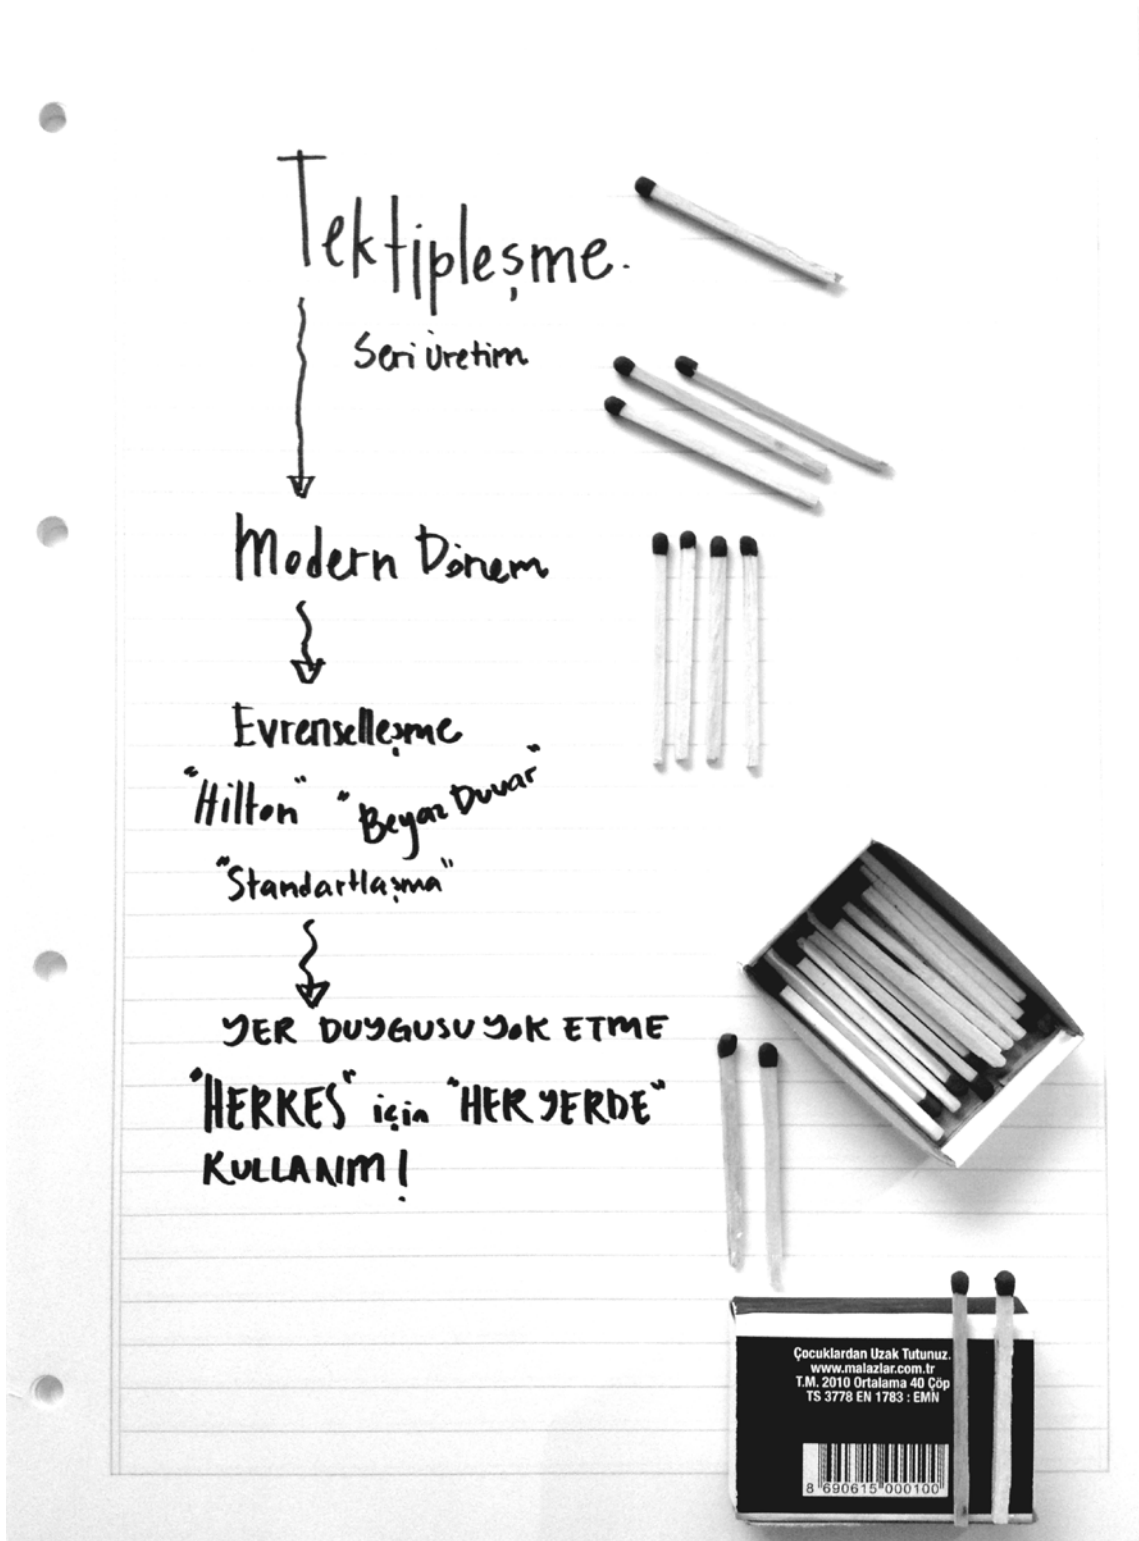 Tektipleşme.
Seri üretim
Modern Dönem
Evrenselleşme
"Hilton" "Beyaz Duvar"
"Standartlaşma"
YER DUYGUSU YOK ETME
"HERKES" için "HER YERDE"
KULLANIM!
Çocuklardan Uzak Tutunuz.
www.malazlar.com.tr
T.M. 2010 Ortalama 40 Çöp
TS 3778 EN 1783 : EMN
8 690615 000100